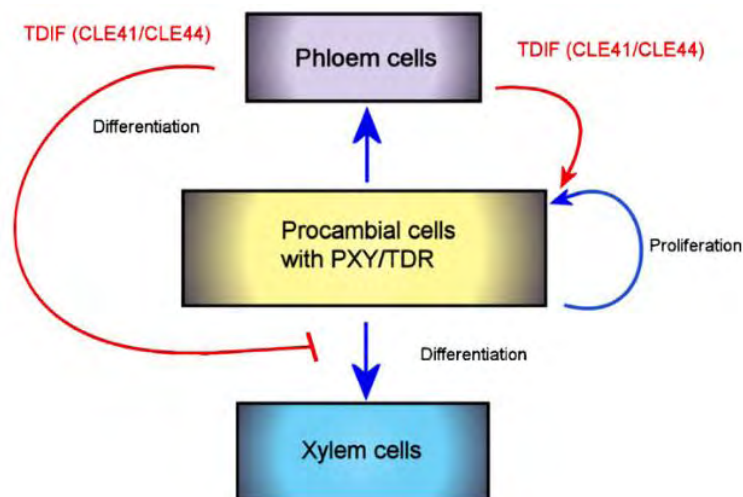 TDIF (CLE41/CLE44)
Phloem cells
TDIF (CLE41/CLE44)
Differentiation
Procambial cells
with PXY/TDR
Proliferation
Differentiation
Xylem cells